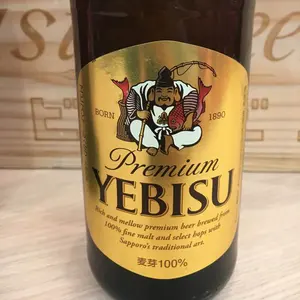 BORN 1890
Premium
YEBISU
Rich and mellow premium beer brewed from
100% fine malt and select hops with
Sapporo's traditional art.
麦芽100%